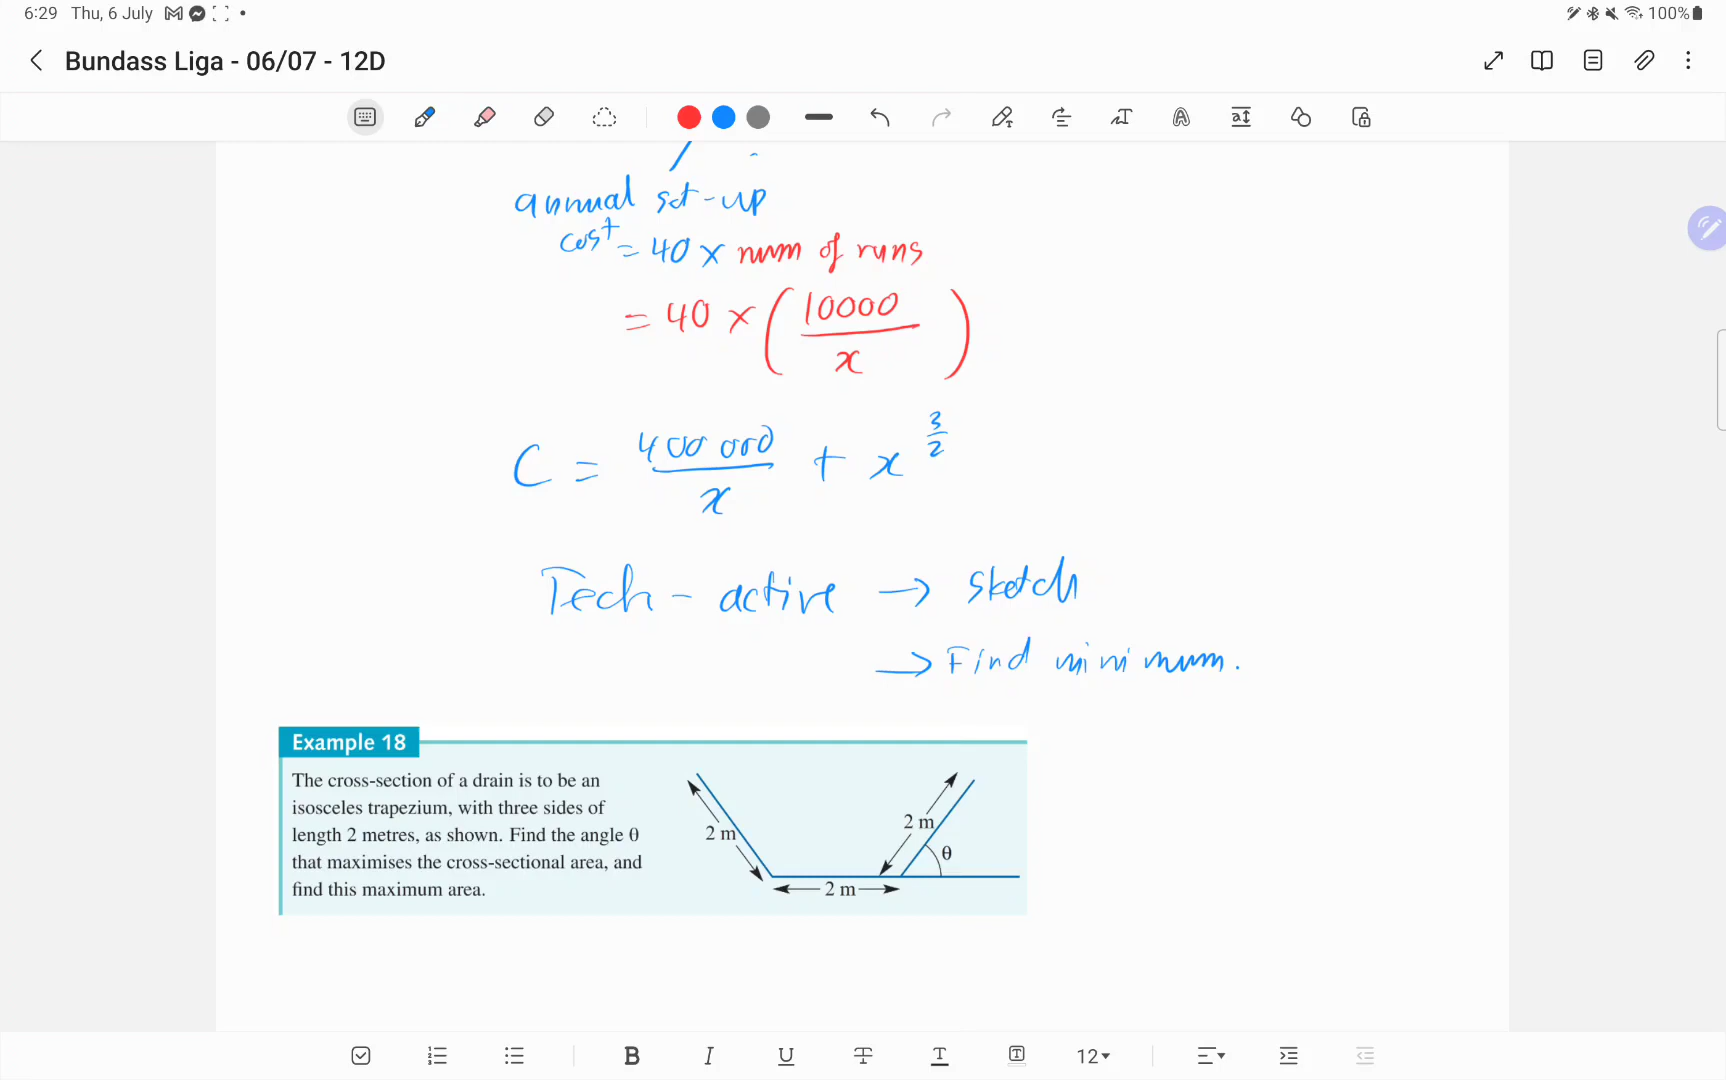 6:29 Thu, 6 July 100%
Bundass Liga - 06/07 - 12D
annual set-up
cost = 40 × num of runs
= 40 × ( 10000 / x )
C = 400 000 / x + x^{3/2}
Tech - active → sketch
→ Find minimum.
Example 18
The cross-section of a drain is to be an
isosceles trapezium, with three sides of
length 2 metres, as shown. Find the angle θ
that maximises the cross-sectional area, and
find this maximum area.
2 m
2 m
θ
2 m
B I U T T T 12